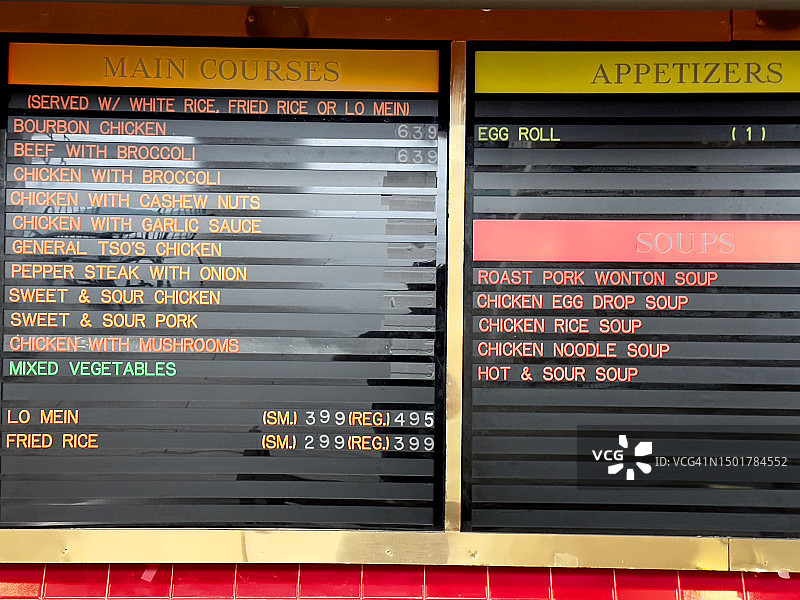 MAIN COURSES
(SERVED W/ WHITE RICE, FRIED RICE OR LO MEIN)
BOURBON CHICKEN 639
BEEF WITH BROCCOLI 639
CHICKEN WITH BROCCOLI
CHICKEN WITH CASHEW NUTS
CHICKEN WITH GARLIC SAUCE
GENERAL TSO'S CHICKEN
PEPPER STEAK WITH ONION
SWEET & SOUR CHICKEN
SWEET & SOUR PORK
CHICKEN WITH MUSHROOMS
MIXED VEGETABLES
LO MEIN (SM.) 399 (REG.) 495
FRIED RICE (SM.) 299 (REG.) 399
APPETIZERS
EGG ROLL (1)
SOUPS
ROAST PORK WONTON SOUP
CHICKEN EGG DROP SOUP
CHICKEN RICE SOUP
CHICKEN NOODLE SOUP
HOT & SOUR SOUP
VCG ID: VCG41N1501784552